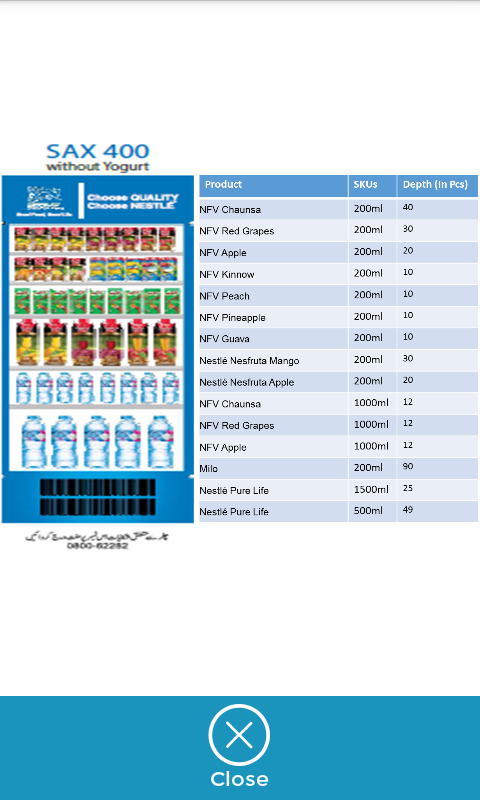 SAX 400
without Yogurt
Choose QUALITY
Choose NESTLÉ
Product SKUs Depth (In Pcs)
NFV Chaunsa 200ml 40
NFV Red Grapes 200ml 30
NFV Apple 200ml 20
NFV Kinnow 200ml 10
NFV Peach 200ml 10
NFV Pineapple 200ml 10
NFV Guava 200ml 10
Nestlé Nesfruta Mango 200ml 30
Nestlé Nesfruta Apple 200ml 20
NFV Chaunsa 1000ml 12
NFV Red Grapes 1000ml 12
NFV Apple 1000ml 12
Milo 200ml 90
Nestlé Pure Life 1500ml 25
Nestlé Pure Life 500ml 49
0800-62282
Close